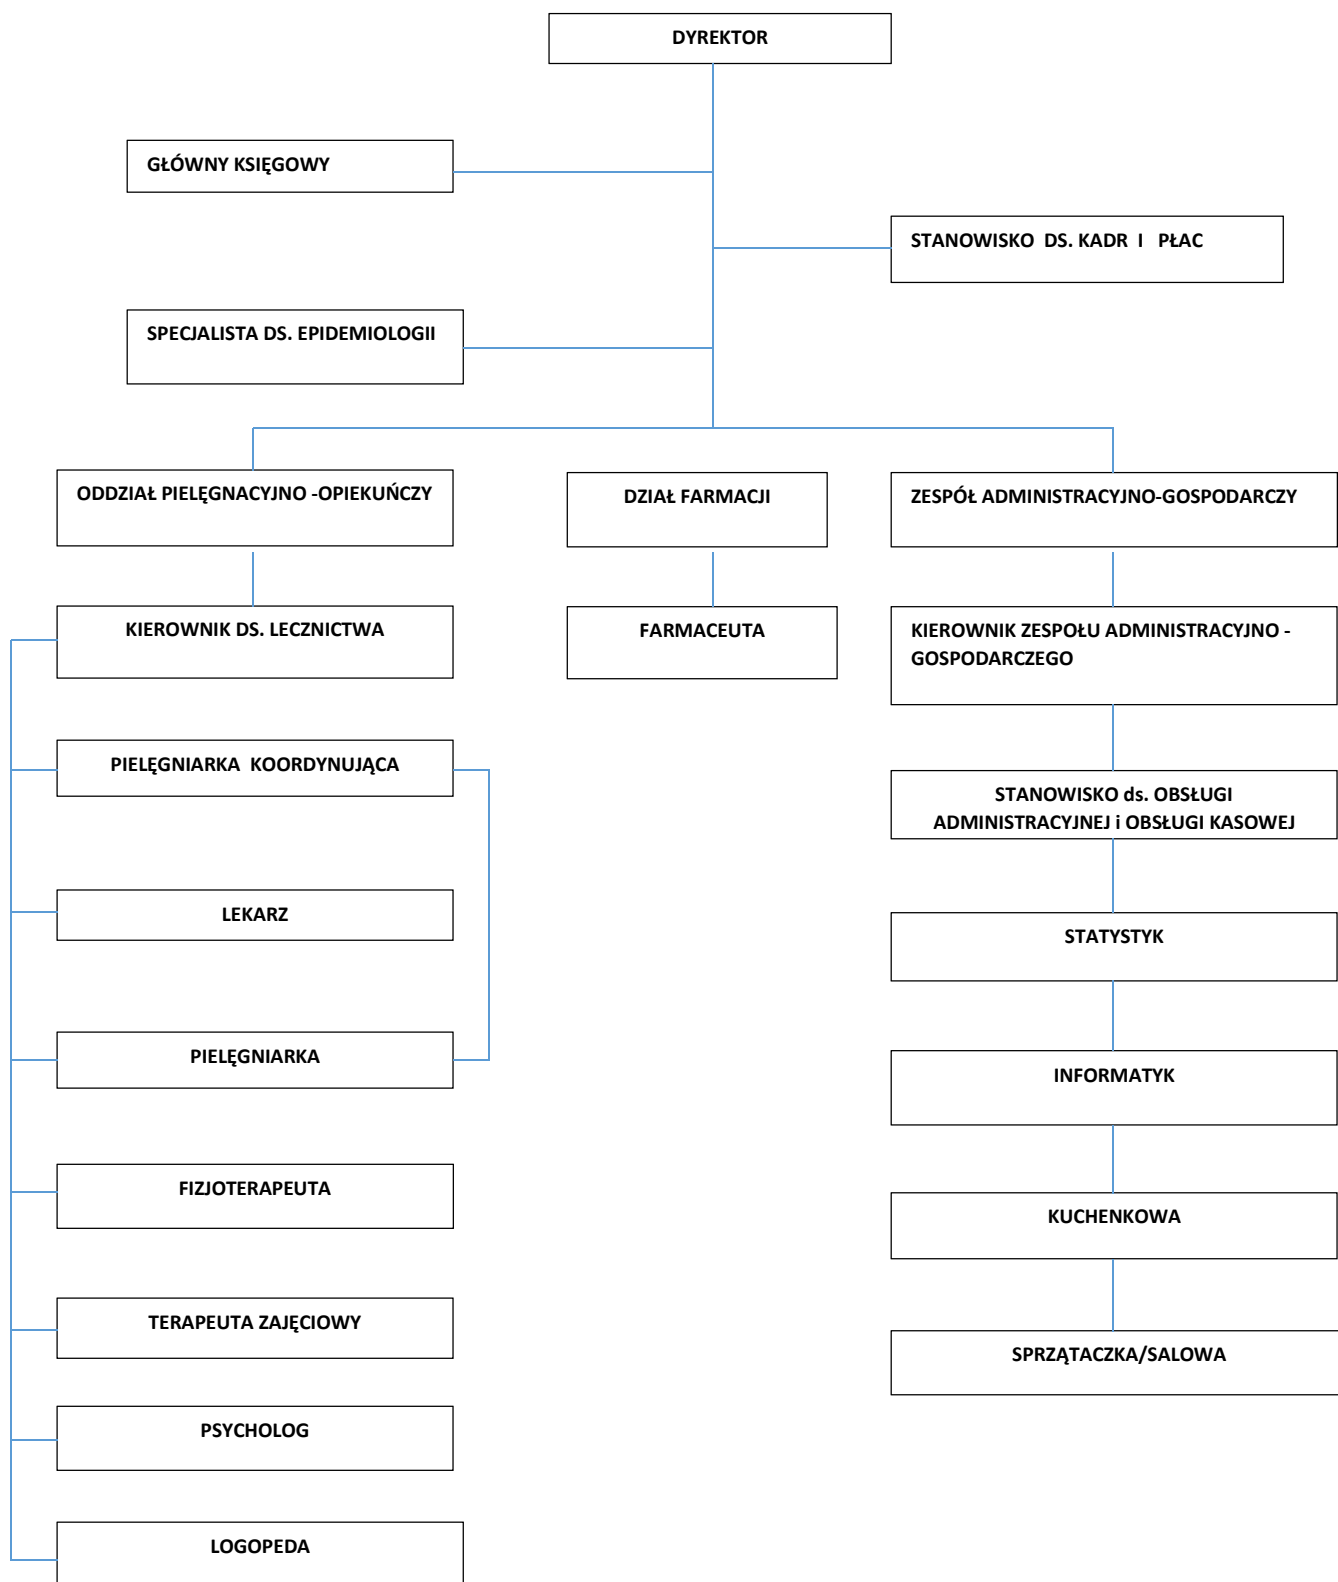 DYREKTOR
GŁÓWNY KSIĘGOWY
STANOWISKO DS. KADR I PŁAC
SPECJALISTA DS. EPIDEMIOLOGII
ODDZIAŁ PIELĘGNACYJNO -OPIEKUŃCZY
DZIAŁ FARMACJI
ZESPÓŁ ADMINISTRACYJNO-GOSPODARCZY
KIEROWNIK DS. LECZNICTWA
FARMACEUTA
KIEROWNIK ZESPOŁU ADMINISTRACYJNO -
GOSPODARCZEGO
PIELĘGNIARKA KOORDYNUJĄCA
STANOWISKO ds. OBSŁUGI
ADMINISTRACYJNEJ i OBSŁUGI KASOWEJ
LEKARZ
STATYSTYK
PIELĘGNIARKA
INFORMATYK
FIZJOTERAPEUTA
KUCHENKOWA
TERAPEUTA ZAJĘCIOWY
SPRZĄTACZKA/SALOWA
PSYCHOLOG
LOGOPEDA